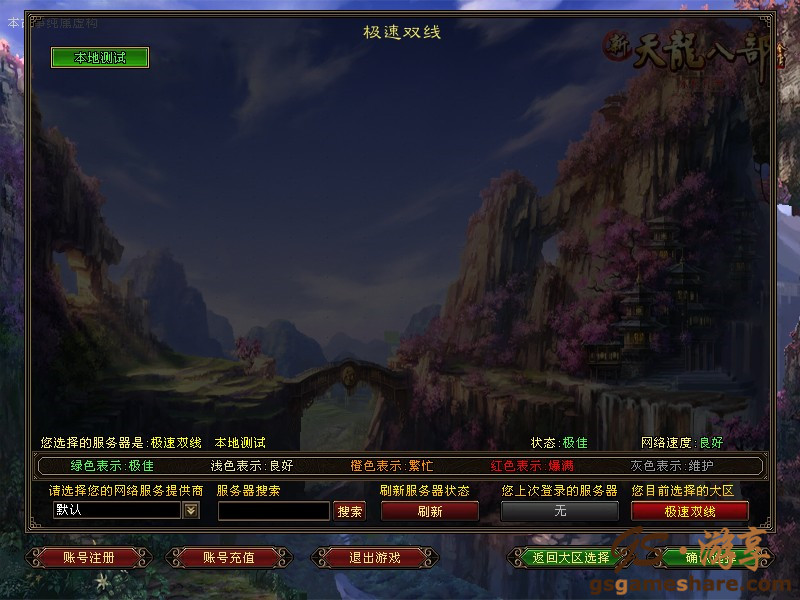 极速双线
本地测试
新天龍八部
您选择的服务器是:极速双线 本地测试 状态:极佳 网络速度:良好
绿色表示:极佳 浅色表示:良好 橙色表示:繁忙 红色表示:爆满 灰色表示:维护
请选择您的网络服务提供商 服务器搜索 刷新服务器状态 您上次登录的服务器 您目前选择的大区
默认 搜索 刷新 无 极速双线
账号注册 账号充值 退出游戏 返回大区选择
游享
gsgameshare.com